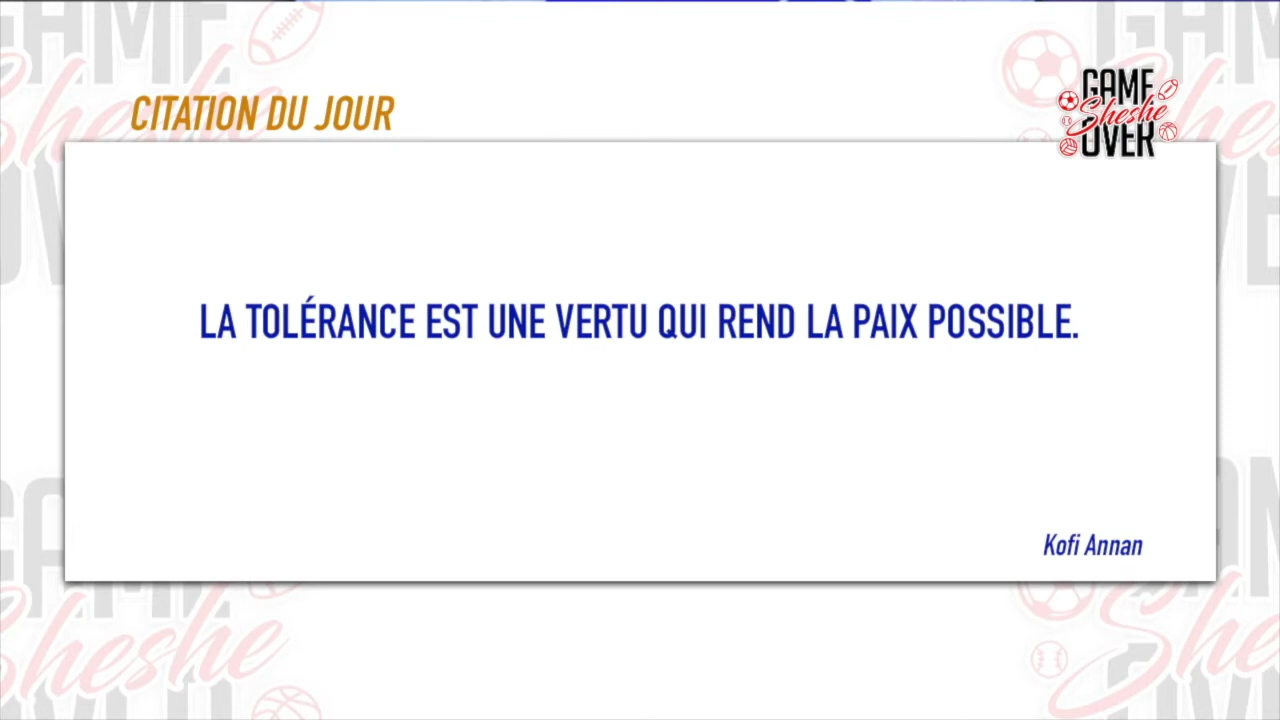 CITATION DU JOUR
GAME
Sheshe
OVER
LA TOLÉRANCE EST UNE VERTU QUI REND LA PAIX POSSIBLE.
Kofi Annan